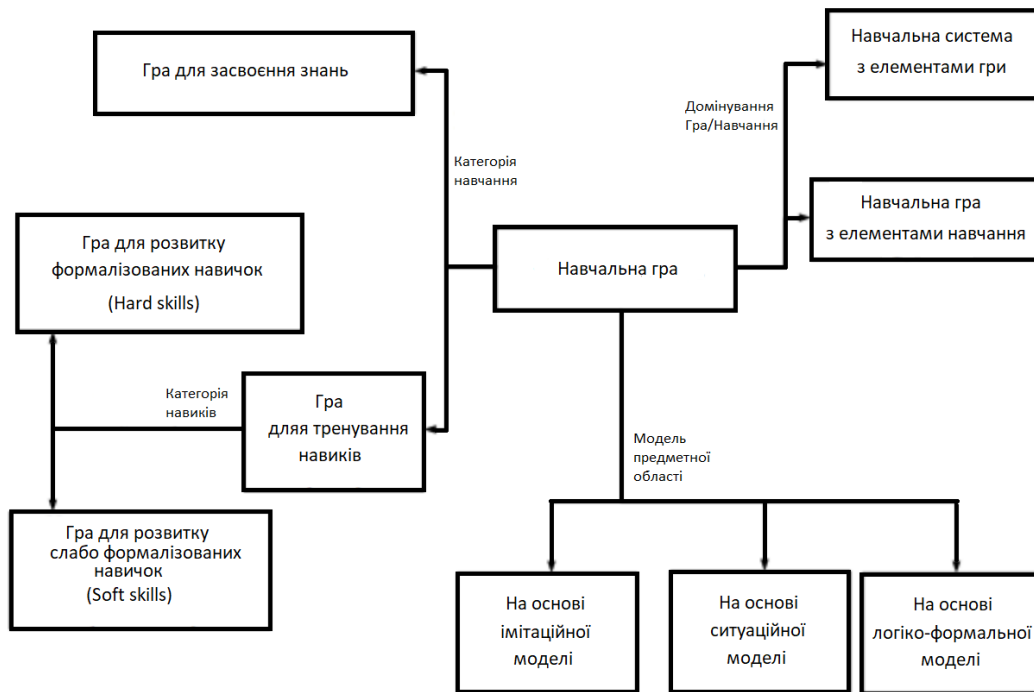 Гра для засвоєння знань
Навчальна система
з елементами гри
Домінування
Гра/Навчання
Категорія
навчання
Навчальна гра
з елементами навчання
Гра для розвитку
формалізованих навичок
(Hard skills)
Навчальна гра
Категорія
навиків
Гра
дляя тренування
навиків
Модель
предметної
області
Гра для розвитку
слабо формалізованих
навичок
(Soft skills)
На основі
імітаційної
моделі
На основі
ситуаційної
моделі
На основі
логіко-формальної
моделі